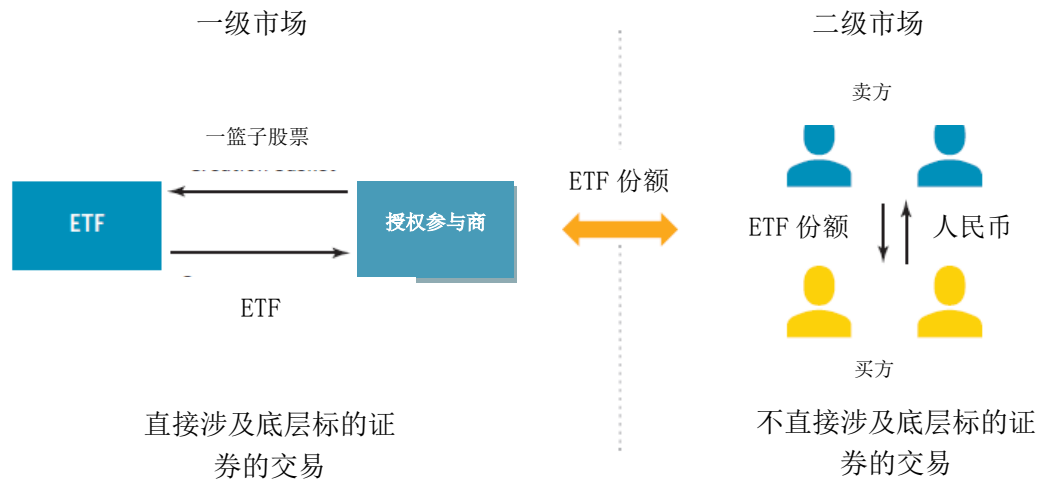 一级市场
二级市场
卖方
一篮子股票
ETF
授权参与商
ETF 份额
ETF 份额
人民币
ETF
买方
直接涉及底层标的证
券的交易
不直接涉及底层标的证
券的交易